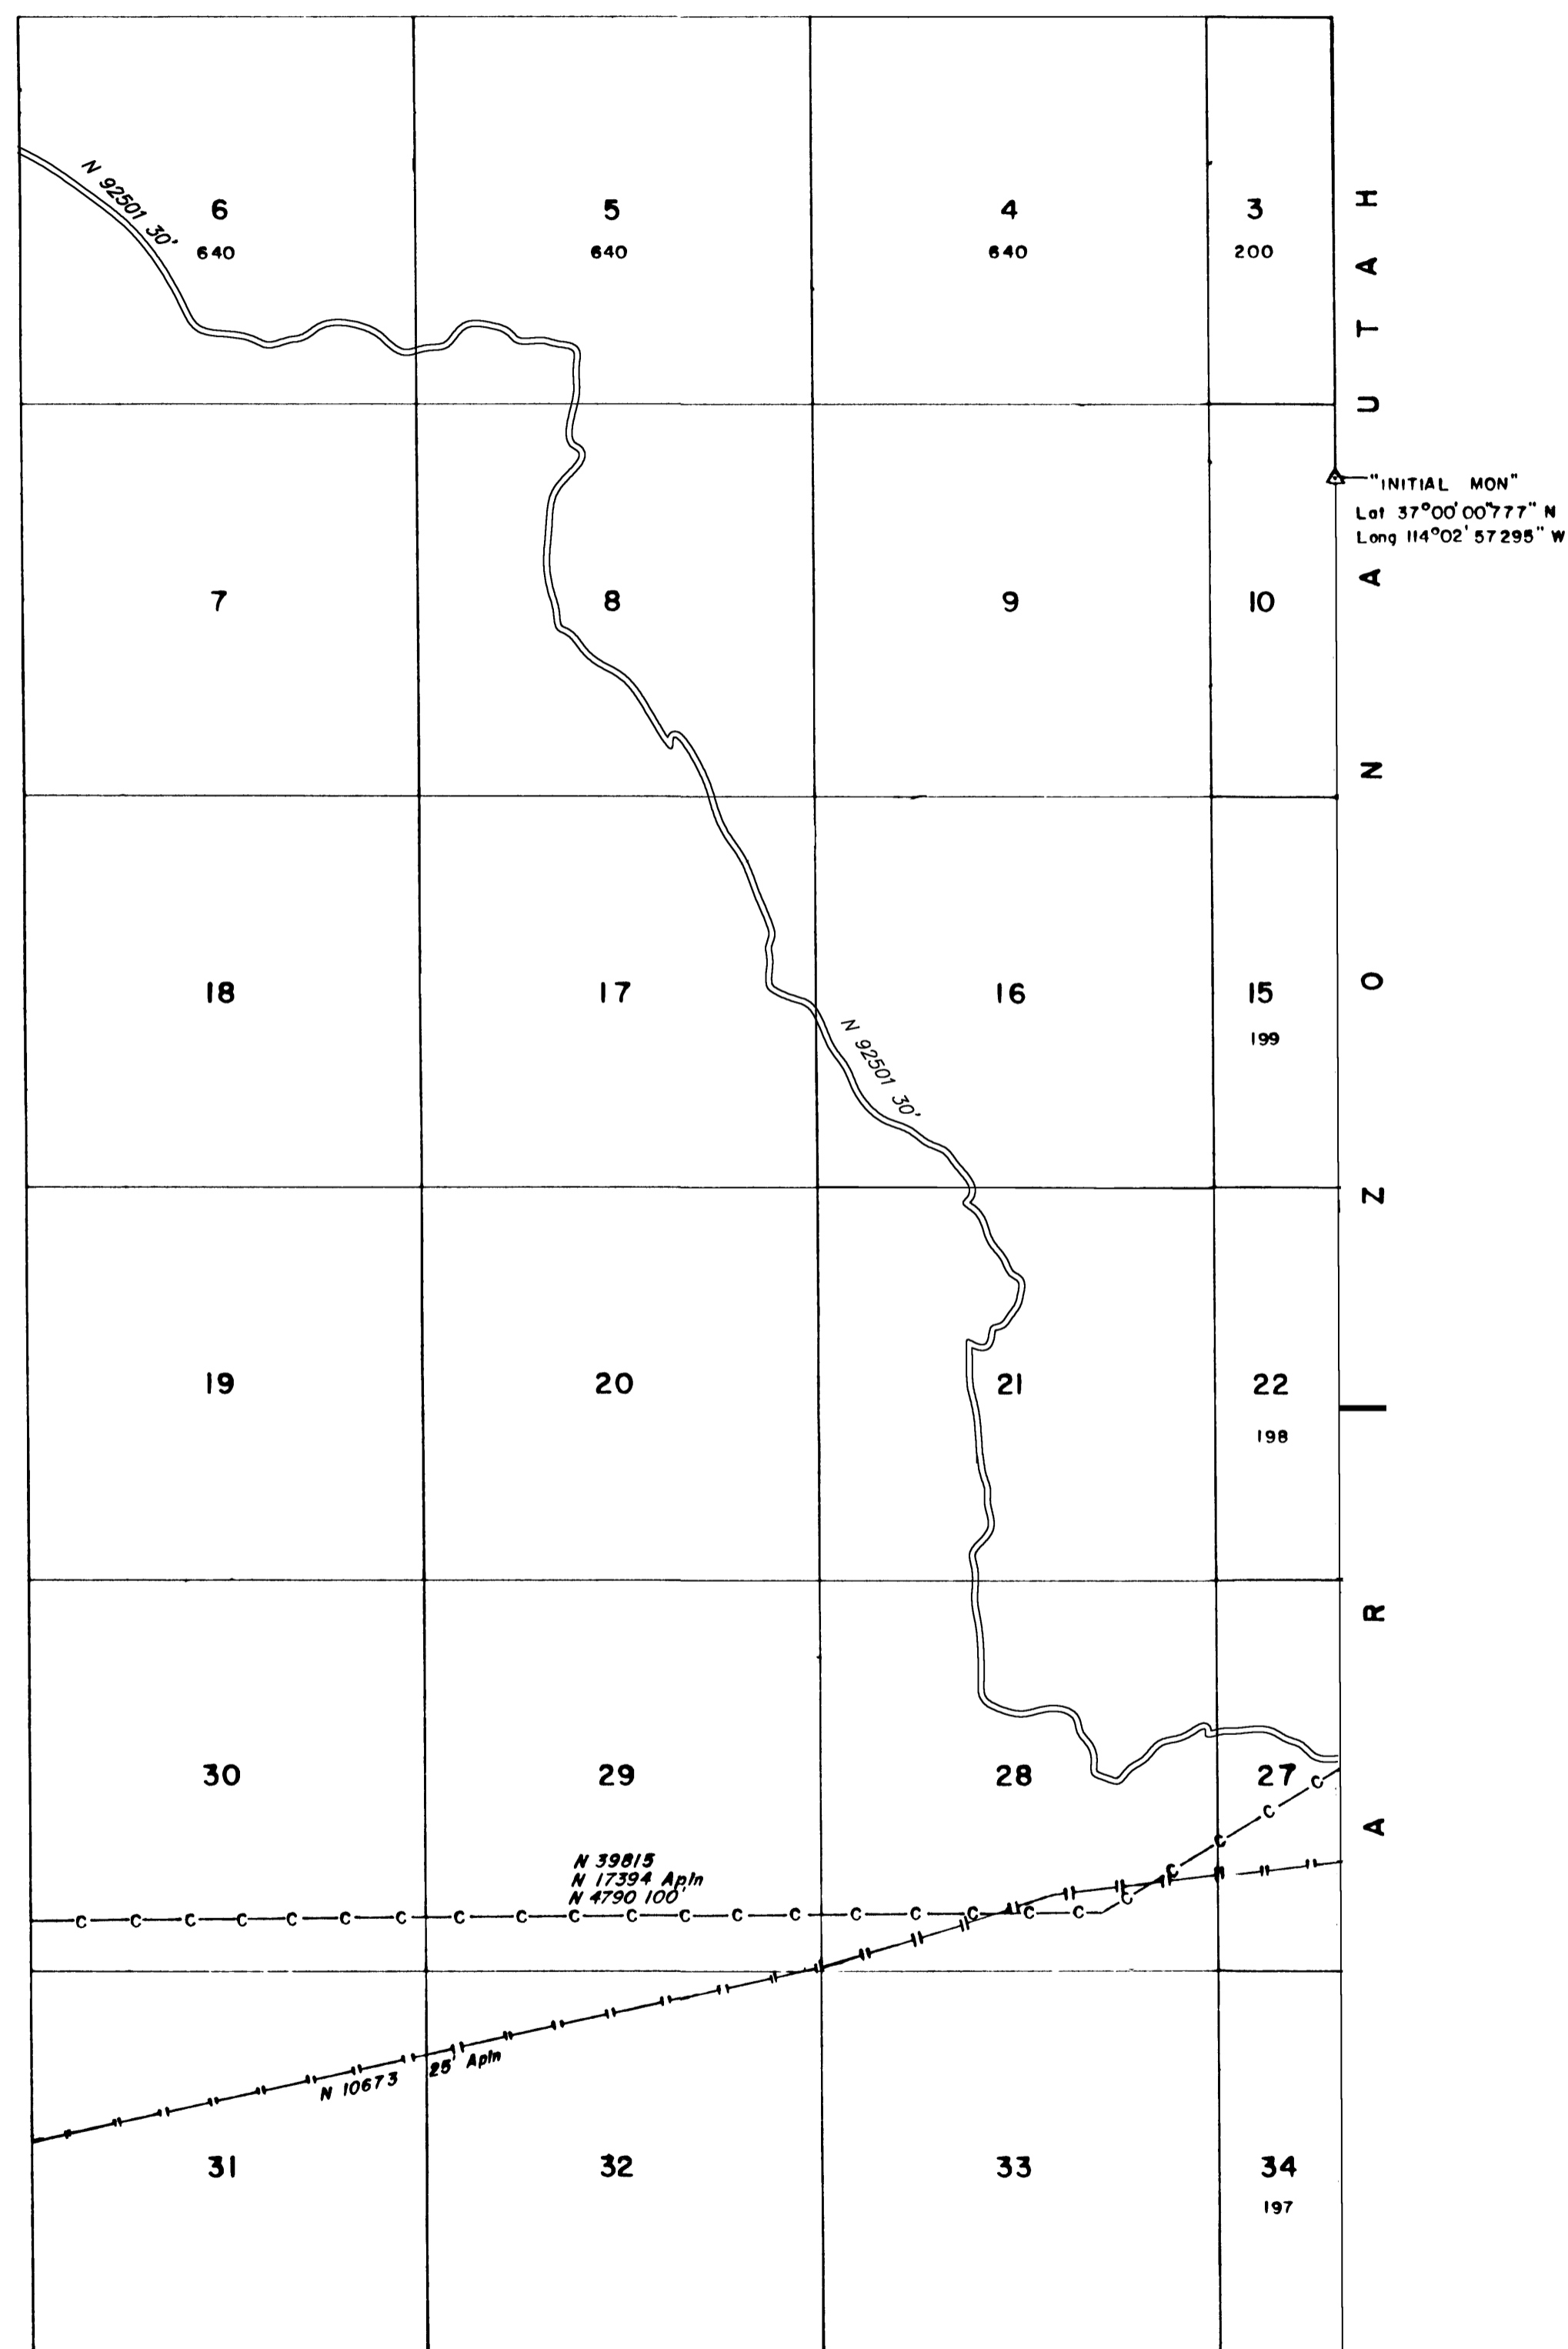 N 92501 30'
6
640
5
640
4
640
3
200
UTAH
"INITIAL MON"
Lat 37°00'00"777" N
Long 114°02'57295" W
7
8
9
10
18
17
16
15
199
N 92501 30'
19
20
21
22
198
ARIZONA
30
29
28
27
N 39815
N 17394 Apln
N 4790 100'
C C C C C C C C C C C C C C C C C C C C C C C C C
N 10673 25' Apln
31
32
33
34
197